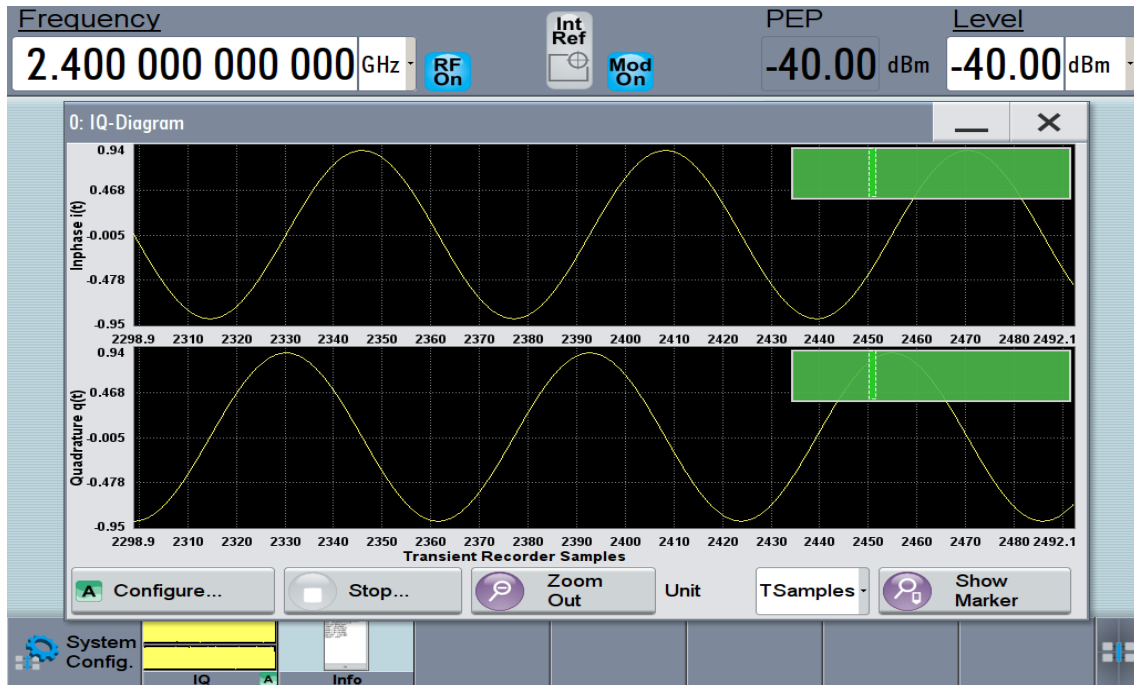 Frequency
Int
Ref
PEP
Level
2.400 000 000 000 GHz
RF
On
Mod
On
-40.00 dBm
-40.00 dBm
0: IQ-Diagram
Inphase i(t)
0.94
0.468
-0.005
-0.478
-0.95
2298.9 2310 2320 2330 2340 2350 2360 2370 2380 2390 2400 2410 2420 2430 2440 2450 2460 2470 2480 2492.1
Quadrature q(t)
0.94
0.468
-0.005
-0.478
-0.95
2298.9 2310 2320 2330 2340 2350 2360 2370 2380 2390 2400 2410 2420 2430 2440 2450 2460 2470 2480 2492.1
Transient Recorder Samples
A Configure...
Stop...
Zoom
Out
Unit
TSamples
Show
Marker
System
Config.
IQ
A
Info